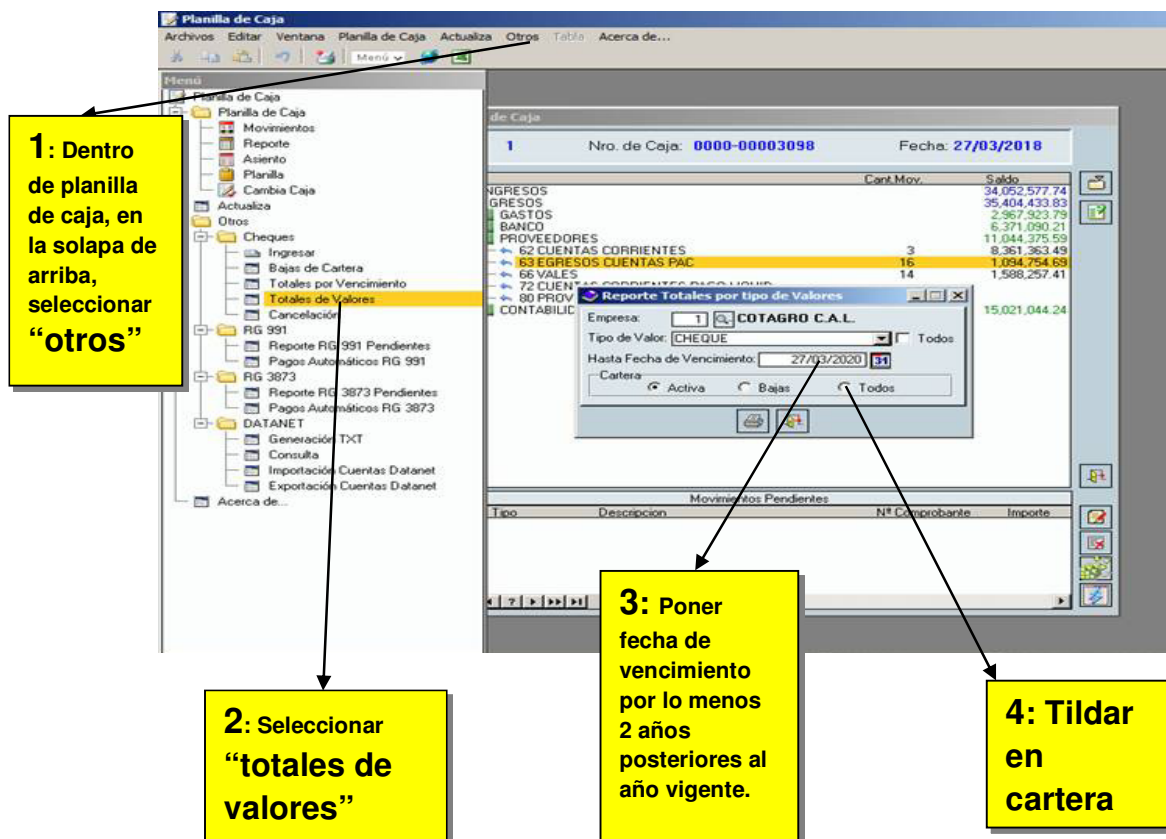 Planilla de Caja
Archivos Editar Ventana Planilla de Caja Actualiza Otros Tabla Acerca de...
Menú
Menú
Planilla de Caja
Planilla de Caja
Movimientos
Reporte
Asiento
Planilla
Cambia Caja
Actualiza
Otros
Cheques
Ingresar
Bajas de Cartera
Totales por Vencimiento
Totales de Valores
Cancelación
RG 991
Reporte RG 991 Pendientes
Pagos Automáticos RG 991
RG 3873
Reporte RG 3873 Pendientes
Pagos Automáticos RG 3873
DATANET
Generación TXT
Consulta
Importación Cuentas Datanet
Exportación Cuentas Datanet
Acerca de...
de Caja
1 Nro. de Caja: 0000-00003098 Fecha: 27/03/2018
Cant.Mov. Saldo
NGRESOS 34,052,577.74
GRESOS 35,404,433.83
GASTOS 2,967,923.79
BANCO 6,371,090.21
PROVEEDORES 11,044,375.59
62 CUENTAS CORRIENTES 3 8,361,363.49
63 EGRESOS CUENTAS PAC 16 1,094,754.69
66 VALES 14 1,588,257.41
72 CUENTAS CORRIENTES PAGO LIQUID
80 PROV
CONTABILID 15,021,044.24
Reporte Totales por tipo de Valores
Empresa: 1 COTAGRO C.A.L.
Tipo de Valor: CHEQUE Todos
Hasta Fecha de Vencimiento: 27/03/2020 31
Cartera
Activa Bajas Todos
Movimientos Pendientes
Tipo Descripcion Nº Comprobante Importe
1: Dentro
de planilla
de caja, en
la solapa de
arriba,
seleccionar
“otros”
2: Seleccionar
“totales de
valores”
3: Poner
fecha de
vencimiento
por lo menos
2 años
posteriores al
año vigente.
4: Tildar
en
cartera